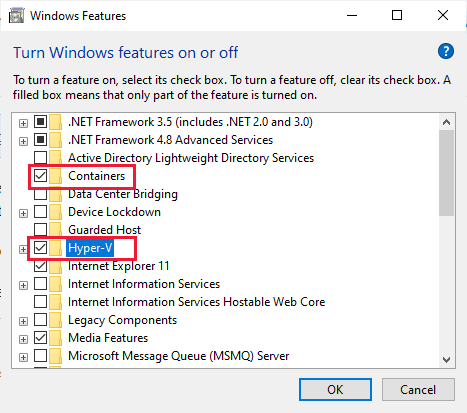 Windows Features
Turn Windows features on or off
?
To turn a feature on, select its check box. To turn a feature off, clear its check box. A
filled box means that only part of the feature is turned on.
.NET Framework 3.5 (includes .NET 2.0 and 3.0)
.NET Framework 4.8 Advanced Services
Active Directory Lightweight Directory Services
Containers
Data Center Bridging
Device Lockdown
Guarded Host
Hyper-V
Internet Explorer 11
Internet Information Services
Internet Information Services Hostable Web Core
Legacy Components
Media Features
Microsoft Message Queue (MSMQ) Server
OK Cancel